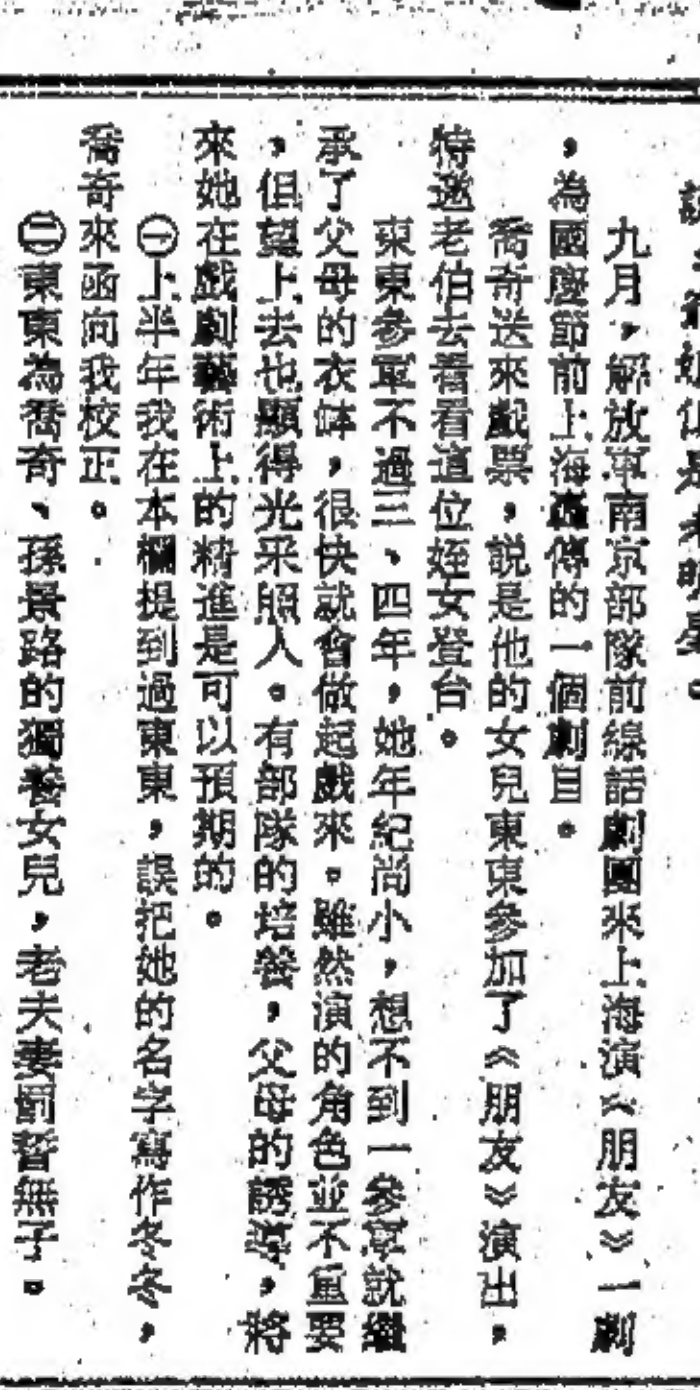 九月，解放軍南京部隊前線話劇團來上海演《朋友》一劇
，為國慶節前上海盛傳的一個劇目。
喬奇送來戲票，說是他的女兒東東參加了《朋友》演出，
特邀老伯去看看這位姪女登台。
東東參軍不過三、四年，她年紀尚小，想不到一參軍就繼
承了父母的衣缽，很快就會做起戲來。雖然演的角色並不重要
，但望上去也顯得光采照人。有部隊的培養，父母的誘導，將
來她在戲劇藝術上的精進是可以預期的。
㊀上半年我在本欄提到過東東，誤把她的名字寫作冬冬，
喬奇來函向我校正。
㊁東東為喬奇、孫景路的獨養女兒，老夫妻倆皆無子。